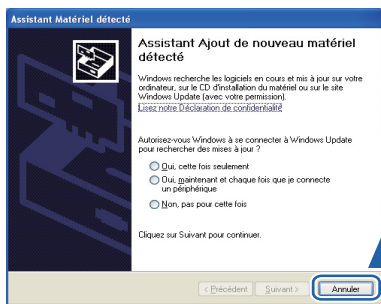 Assistant Matériel détecté
Assistant Ajout de nouveau matériel
détecté
Windows recherche les logiciels en cours et mis à jour sur votre
ordinateur, sur le CD d'installation du matériel ou sur le site
Windows Update (avec votre permission).
Lisez notre Déclaration de confidentialité
Autorisez-vous Windows à se connecter à Windows Update
pour rechercher des mises à jour ?
Oui, cette fois seulement
Oui, maintenant et chaque fois que je connecte
un périphérique
Non, pas pour cette fois
Cliquez sur Suivant pour continuer.
< Précédent
Suivant >
Annuler